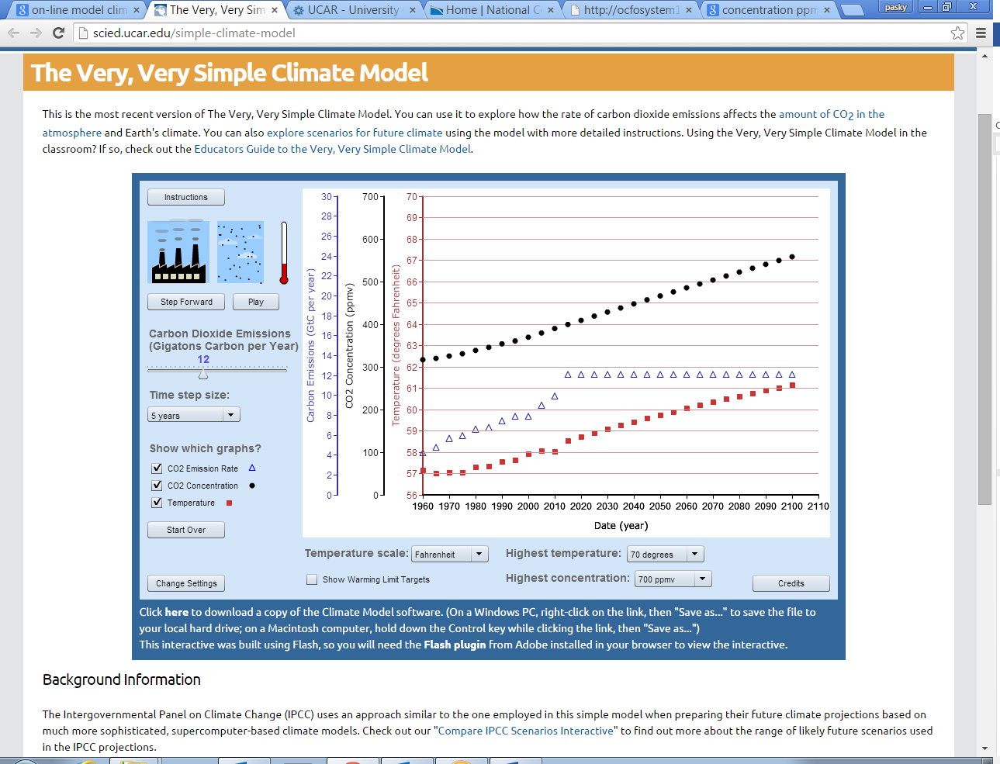 on-line model clim
The Very, Very Sim
UCAR - University
Home | National C
http://ocfosystem1
concentration ppm
pasky
scied.ucar.edu/simple-climate-model
The Very, Very Simple Climate Model
This is the most recent version of The Very, Very Simple Climate Model. You can use it to explore how the rate of carbon dioxide emissions affects the amount of CO2 in the
atmosphere and Earth's climate. You can also explore scenarios for future climate using the model with more detailed instructions. Using the Very, Very Simple Climate Model in the
classroom? If so, check out the Educators Guide to the Very, Very Simple Climate Model.
Instructions
Step Forward
Play
Carbon Dioxide Emissions
(Gigatons Carbon per Year)
12
Time step size:
5 years
Show which graphs?
CO2 Emission Rate
CO2 Concentration
Temperature
Start Over
Change Settings
Carbon Emissions (GtC per year)
30
28
26
24
22
20
18
16
14
12
10
8
6
4
2
0
CO2 Concentration (ppmv)
700
600
500
400
300
200
100
0
Temperature (degrees Fahrenheit)
70
69
68
67
66
65
64
63
62
61
60
59
58
57
56
1960 1970 1980 1990 2000 2010 2020 2030 2040 2050 2060 2070 2080 2090 2100 2110
Date (year)
Temperature scale: Fahrenheit
Highest temperature: 70 degrees
Show Warming Limit Targets
Highest concentration: 700 ppmv
Credits
Click here to download a copy of the Climate Model software. (On a Windows PC, right-click on the link, then "Save as..." to save the file to
your local hard drive; on a Macintosh computer, hold down the Control key while clicking the link, then "Save as...")
This interactive was built using Flash, so you will need the Flash plugin from Adobe installed in your browser to view the interactive.
Background Information
The Intergovernmental Panel on Climate Change (IPCC) uses an approach similar to the one employed in this simple model when preparing their future climate projections based on
much more sophisticated, supercomputer-based climate models. Check out our "Compare IPCC Scenarios Interactive" to find out more about the range of likely future scenarios used
in the IPCC projections.